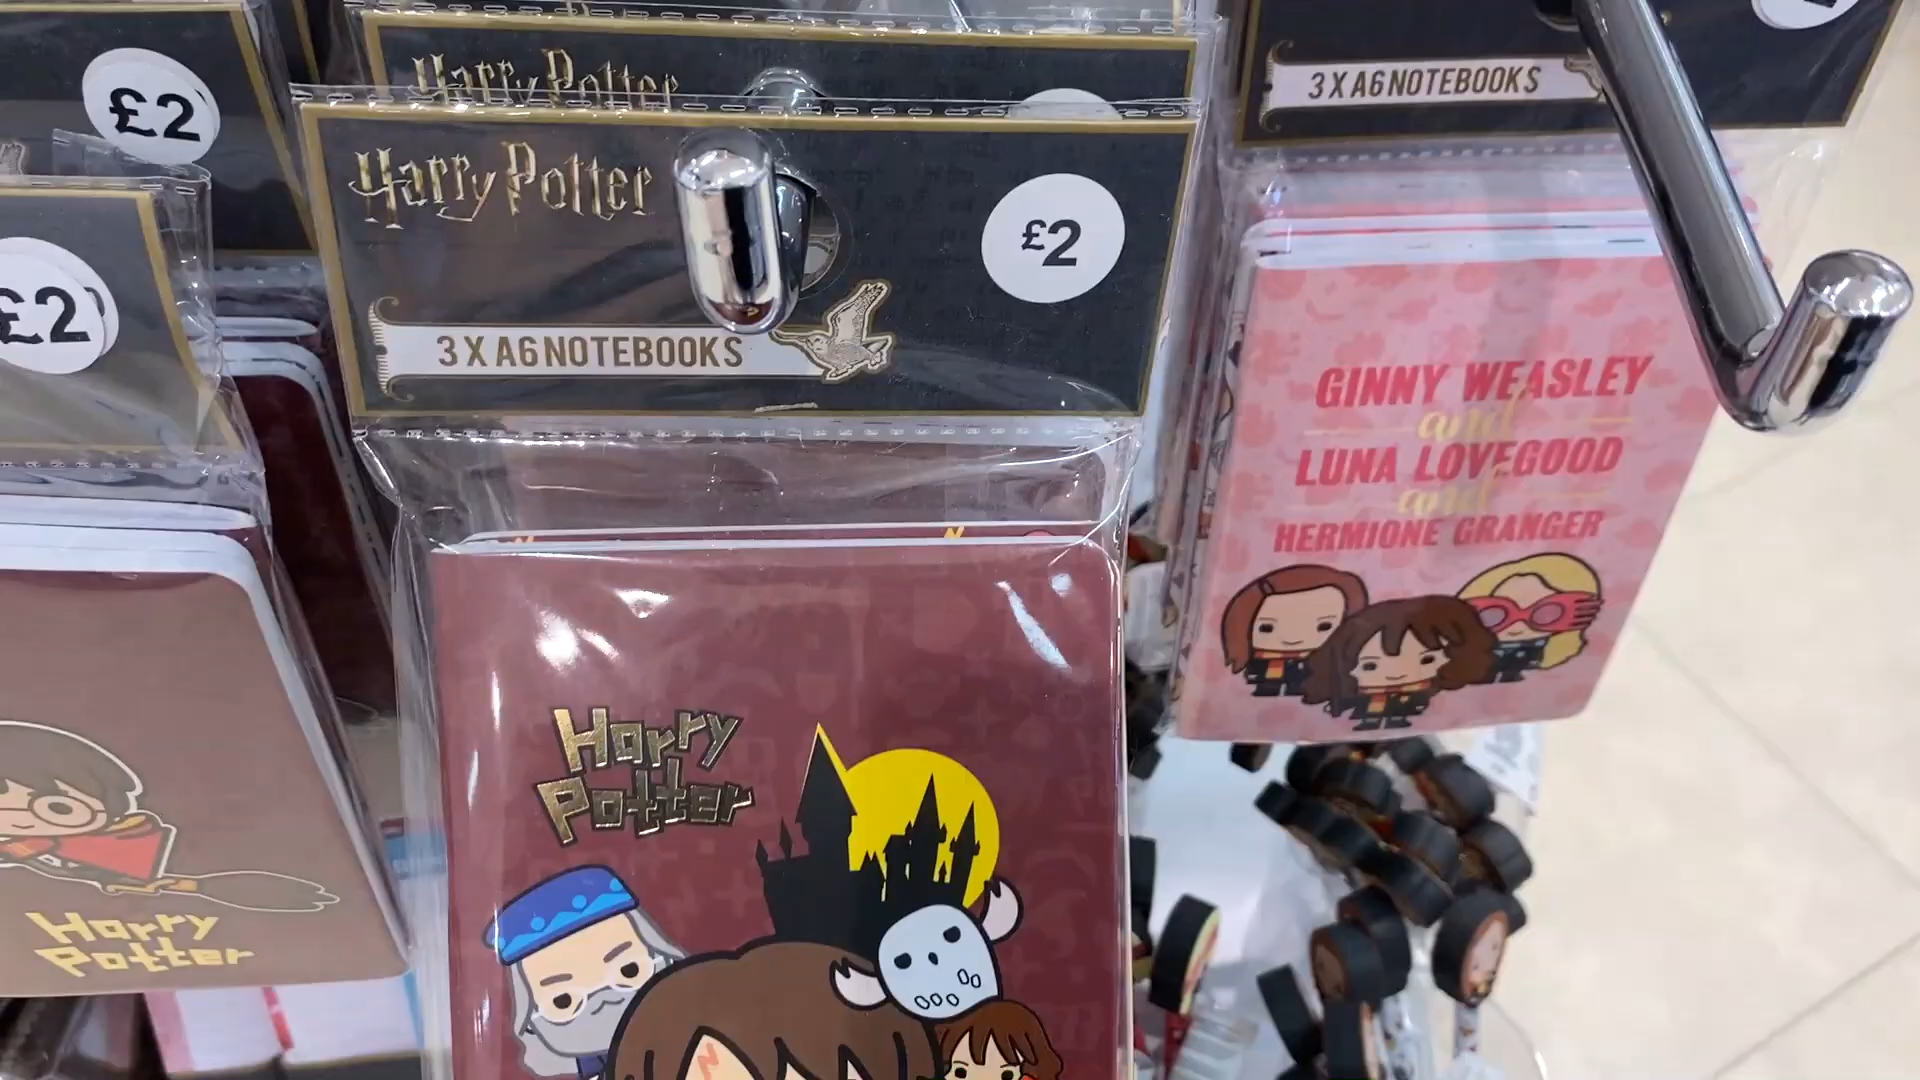 £2
£2
Harry Potter
Harry Potter
£2
3 X A6 NOTEBOOKS
3 X A6 NOTEBOOKS
GINNY WEASLEY
and
LUNA LOVEGOOD
and
HERMIONE GRANGER
Harry
Potter
Harry
Potter